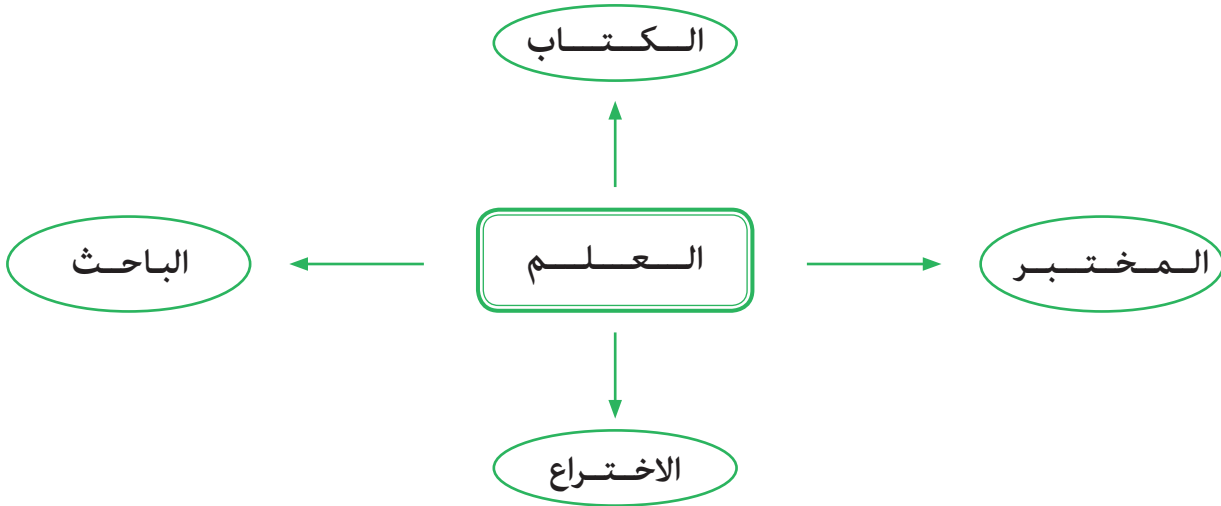 الكتاب
المختبر
العلم
الباحث
الاختراع